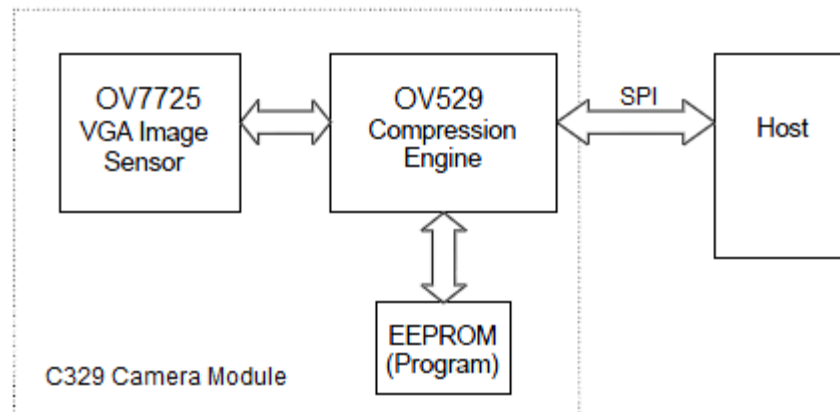 OV7725
VGA Image
Sensor
OV529
Compression
Engine
SPI
Host
EEPROM
(Program)
C329 Camera Module